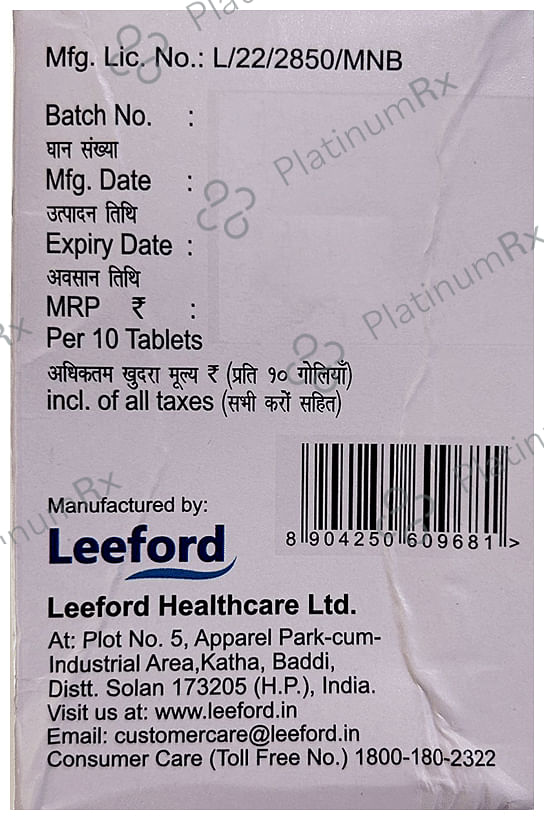 Mfg. Lic. No.: L/22/2850/MNB
Batch No. :
घान संख्या
Mfg. Date :
उत्पादन तिथि
Expiry Date :
अवसान तिथि
MRP ₹ :
Per 10 Tablets
अधिकतम खुदरा मूल्य ₹ (प्रति १० गोलियाँ)
incl. of all taxes (सभी करों सहित)
8 904250 609681 >
Manufactured by:
Leeford
Leeford Healthcare Ltd.
At: Plot No. 5, Apparel Park-cum-
Industrial Area,Katha, Baddi,
Distt. Solan 173205 (H.P.), India.
Visit us at: www.leeford.in
Email: customercare@leeford.in
Consumer Care (Toll Free No.) 1800-180-2322
PlatinumRx
PlatinumRx
PlatinumRx